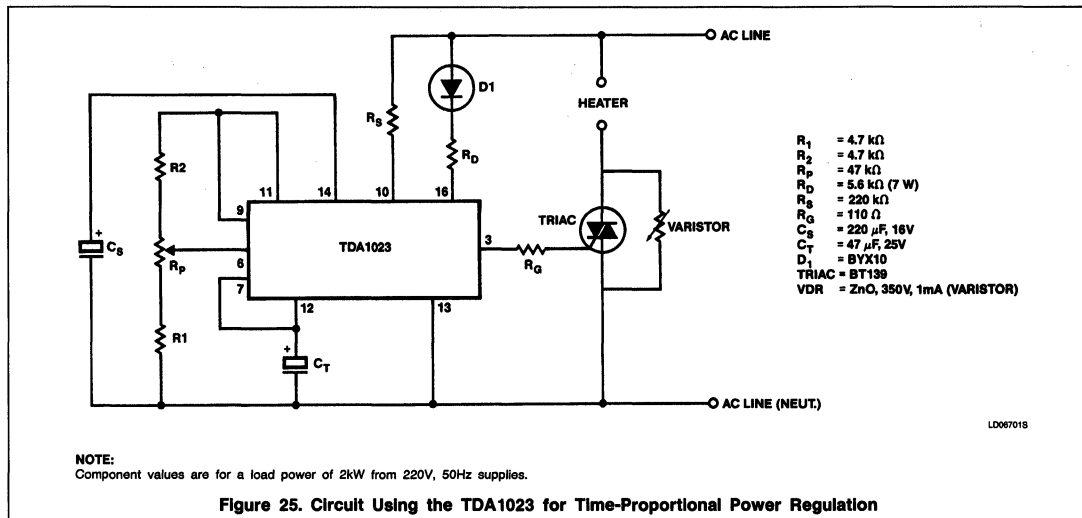 AC LINE
D1
HEATER
RS
RD
R2
11
14
10
16
9
TDA1023
3
TRIAC
VARISTOR
+
CS
RP
6
7
RG
12
13
R1
+
CT
AC LINE (NEUT.)
R1 = 4.7 kΩ
R2 = 4.7 kΩ
RP = 47 kΩ
RD = 5.6 kΩ (7 W)
RS = 220 kΩ
RG = 110 Ω
CS = 220 µF, 16V
CT = 47 µF, 25V
D1 = BYX10
TRIAC = BT139
VDR = ZnO, 350V, 1mA (VARISTOR)
LD06701S
NOTE:
Component values are for a load power of 2kW from 220V, 50Hz supplies.
Figure 25. Circuit Using the TDA1023 for Time-Proportional Power Regulation